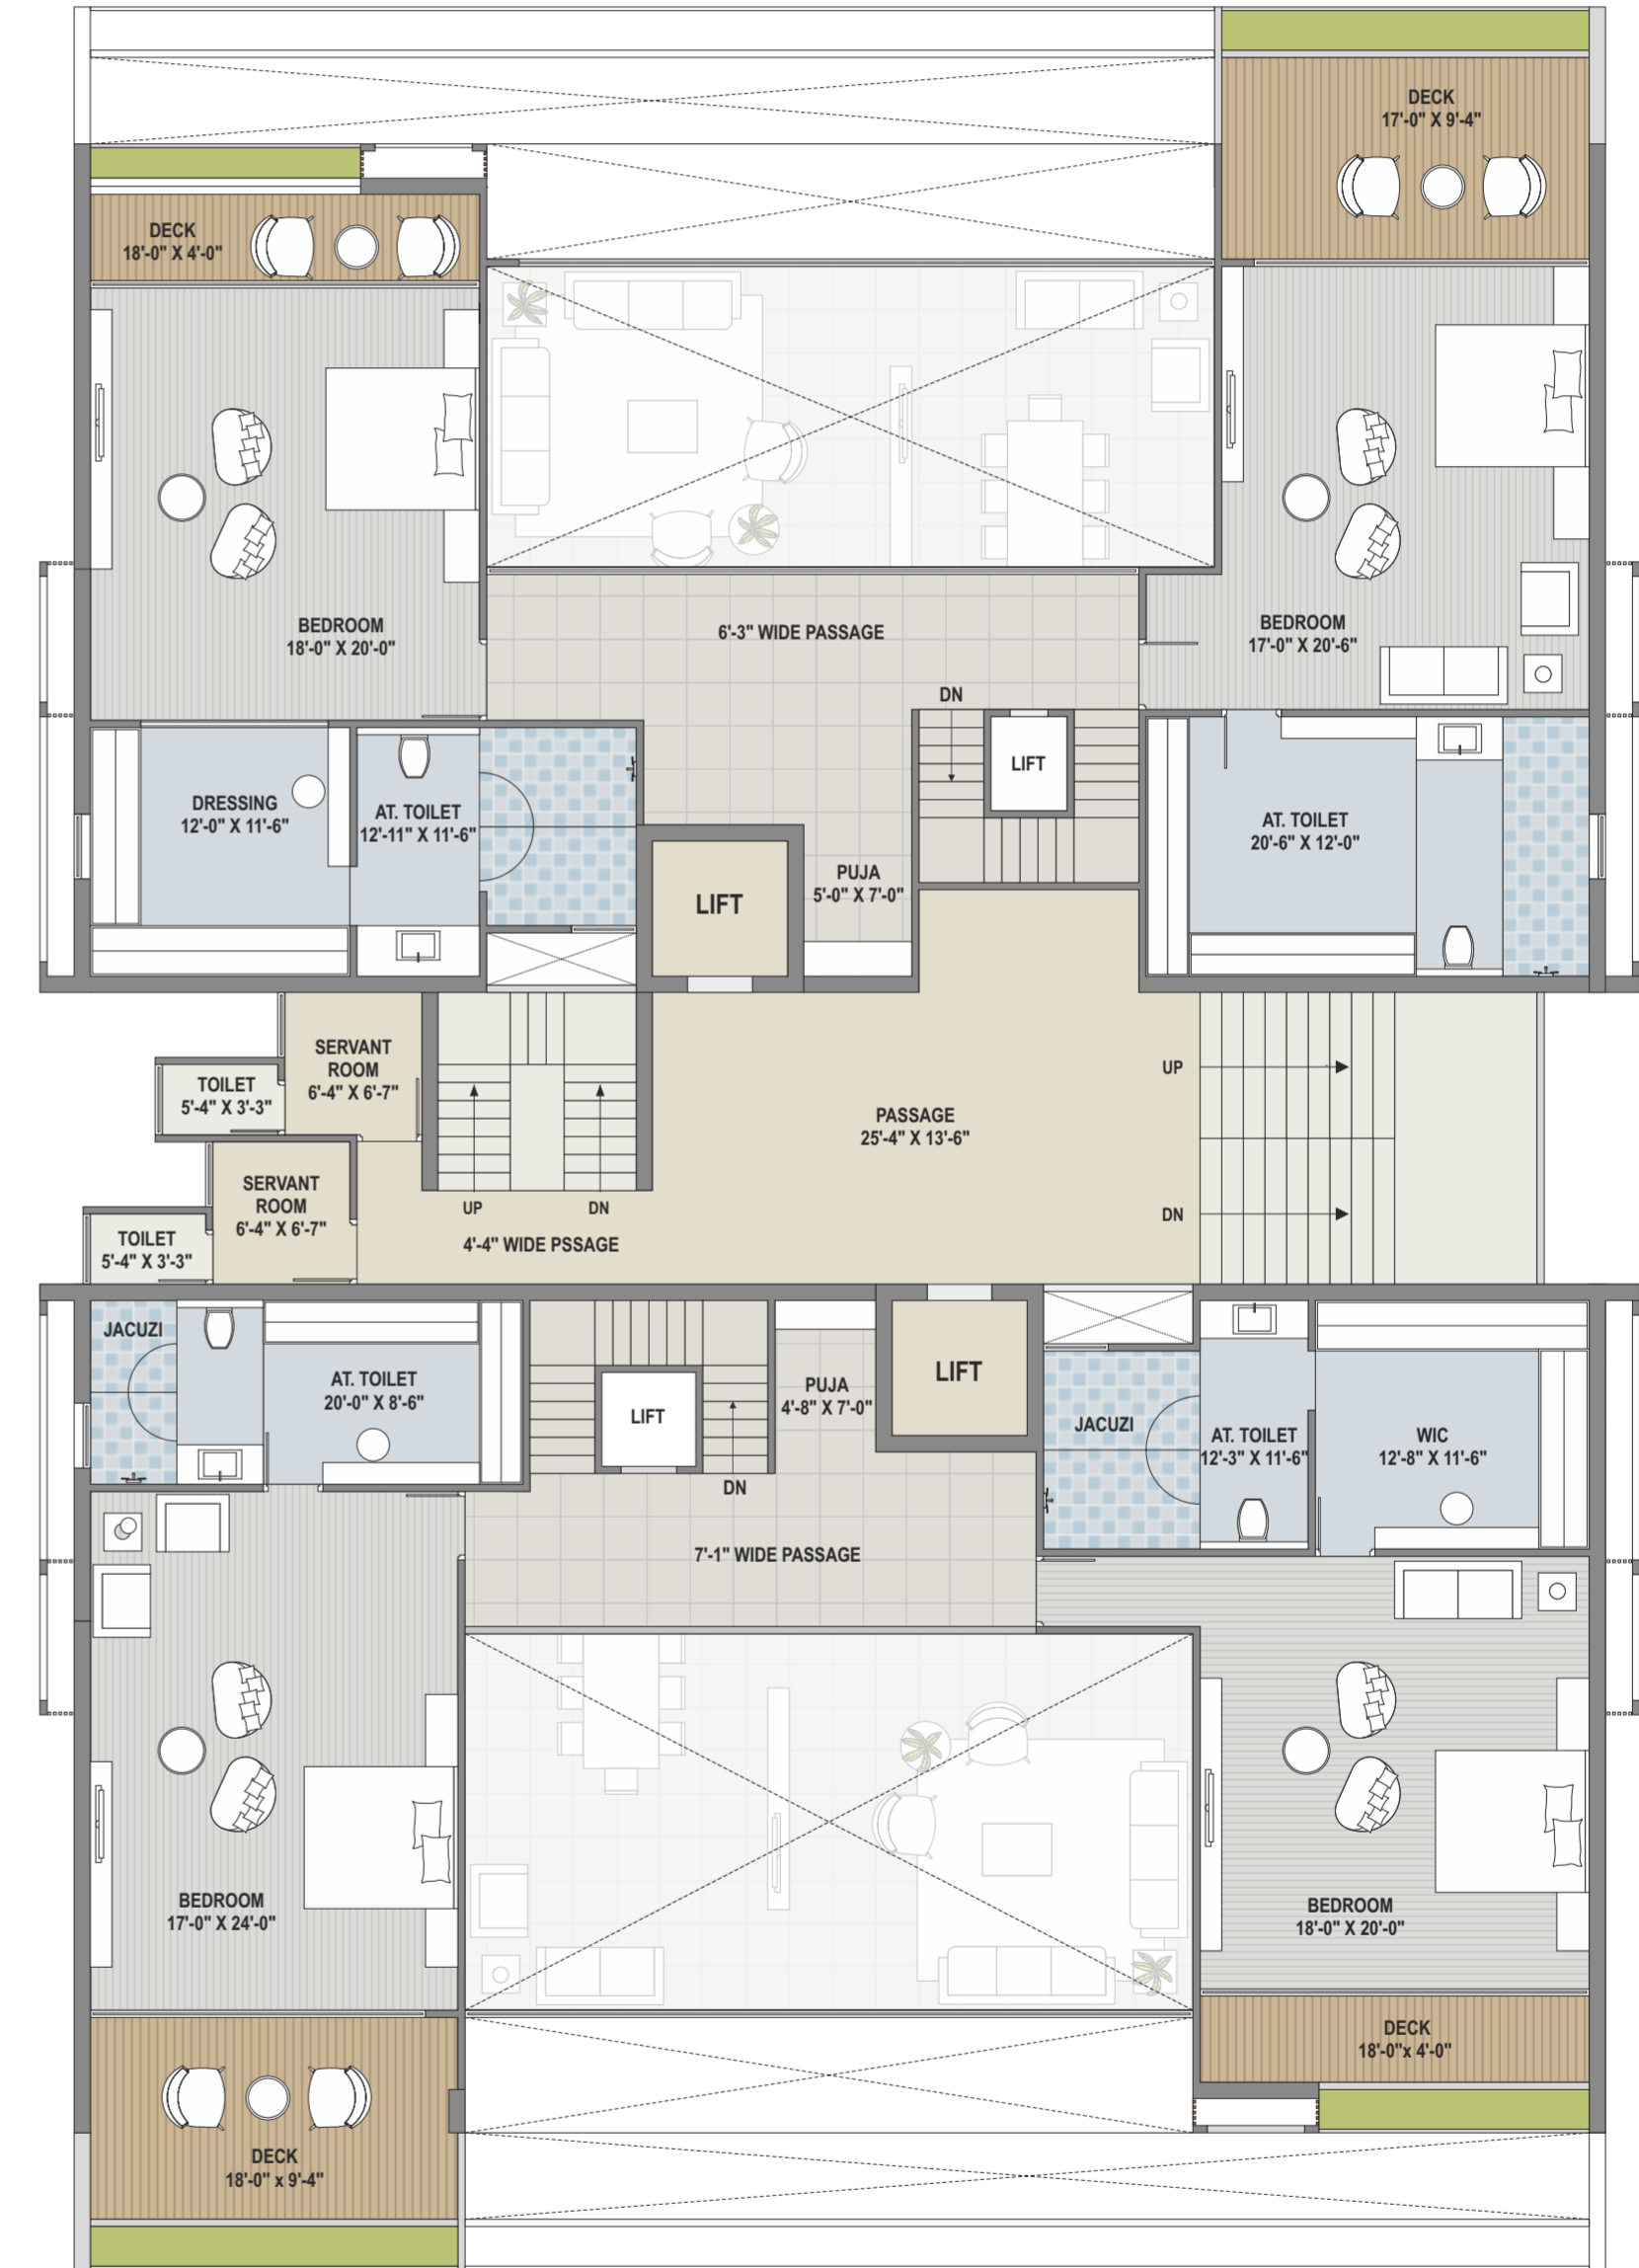 DECK
17'-0" X 9'-4"
DECK
18'-0" X 4'-0"
BEDROOM
18'-0" X 20'-0"
6'-3" WIDE PASSAGE
BEDROOM
17'-0" X 20'-6"
DN
LIFT
DRESSING
12'-0" X 11'-6"
AT. TOILET
12'-11" X 11'-6"
AT. TOILET
20'-6" X 12'-0"
PUJA
5'-0" X 7'-0"
LIFT
SERVANT
ROOM
6'-4" X 6'-7"
TOILET
5'-4" X 3'-3"
UP
PASSAGE
25'-4" X 13'-6"
SERVANT
ROOM
6'-4" X 6'-7"
UP
DN
DN
TOILET
5'-4" X 3'-3"
4'-4" WIDE PSSAGE
JACUZI
AT. TOILET
20'-0" X 8'-6"
LIFT
PUJA
4'-8" X 7'-0"
LIFT
JACUZI
AT. TOILET
12'-3" X 11'-6"
WIC
12'-8" X 11'-6"
DN
7'-1" WIDE PASSAGE
BEDROOM
17'-0" X 24'-0"
BEDROOM
18'-0" X 20'-0"
DECK
18'-0"x 4'-0"
DECK
18'-0" x 9'-4"